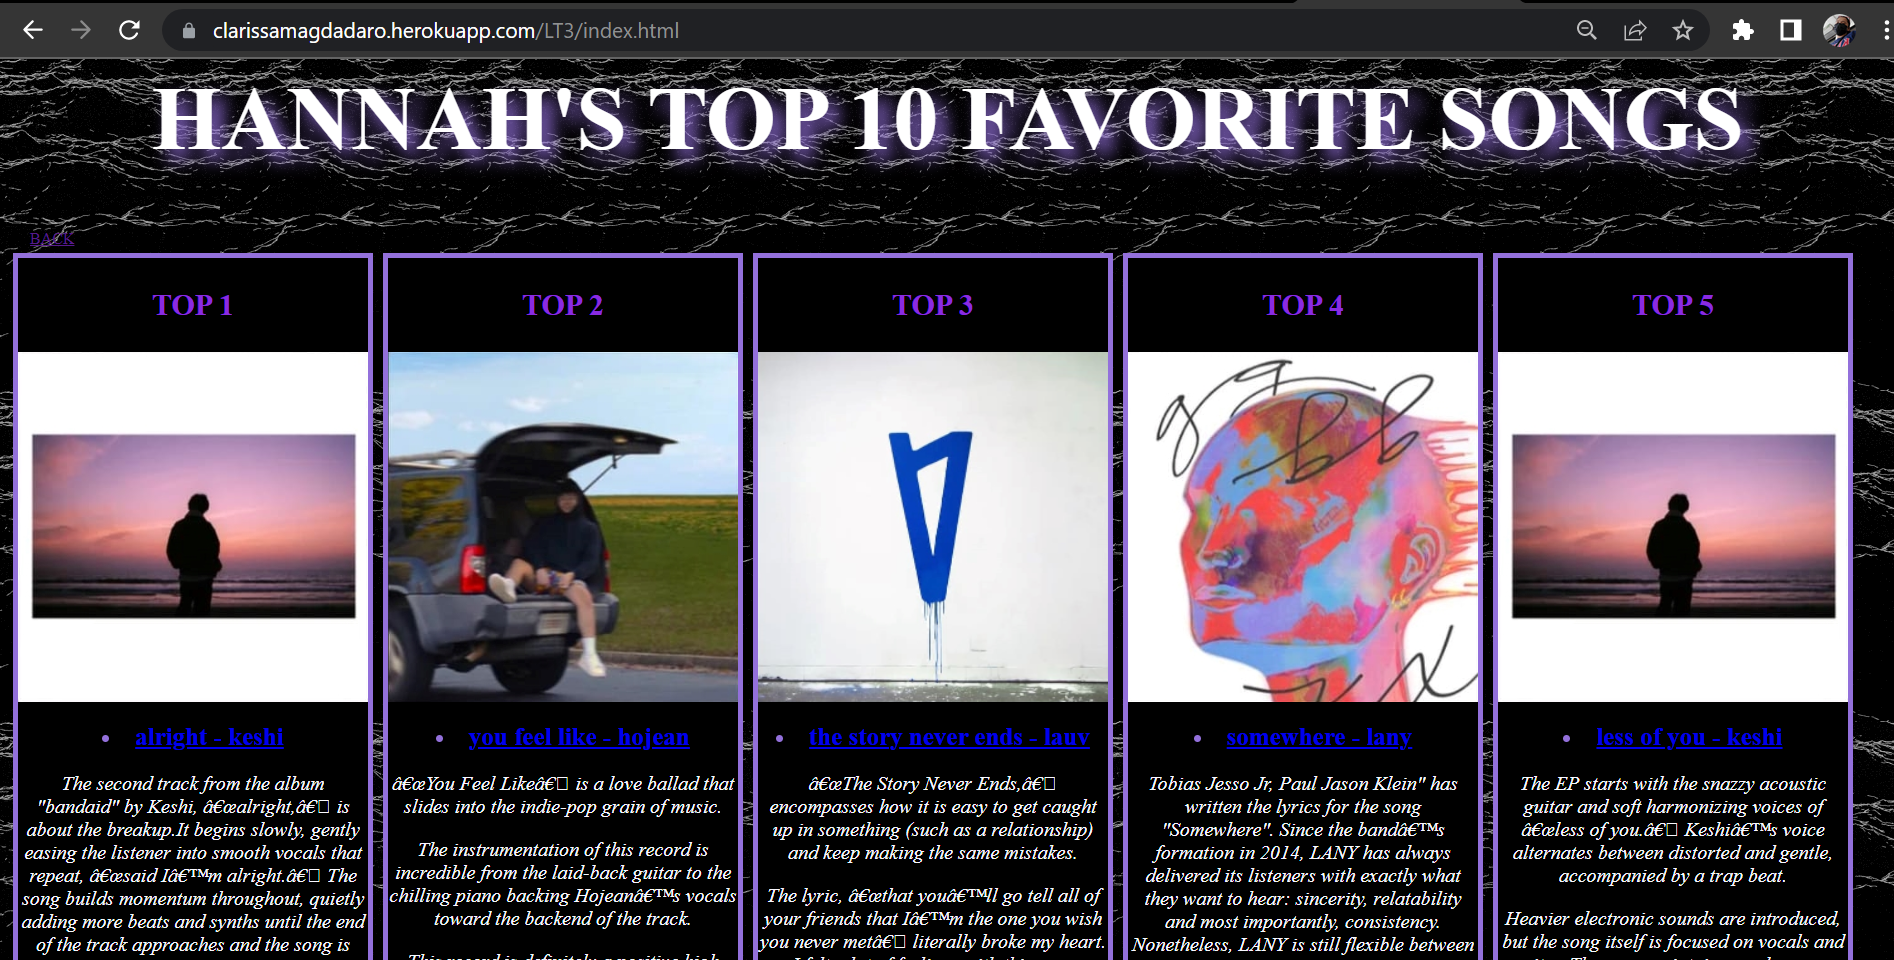 clarissamagdadaro.herokuapp.com/LT3/index.html
HANNAH'S TOP 10 FAVORITE SONGS
BACK
TOP 1
alright - keshi
The second track from the album
"bandaid" by Keshi, â€œalright,â€□ is
about the breakup.It begins slowly, gently
easing the listener into smooth vocals that
repeat, â€œsaid Iâ€™m alright.â€□ The
song builds momentum throughout, quietly
adding more beats and synths until the end
of the track approaches and the song is
TOP 2
you feel like - hojean
â€œYou Feel Likeâ€□ is a love ballad that
slides into the indie-pop grain of music.
The instrumentation of this record is
incredible from the laid-back guitar to the
chilling piano backing Hojeanâ€™s vocals
toward the backend of the track.
This record is definitely a positive high
TOP 3
the story never ends - lauv
â€œThe Story Never Ends,â€□
encompasses how it is easy to get caught
up in something (such as a relationship)
and keep making the same mistakes.
The lyric, â€œthat youâ€™ll go tell all of
your friends that Iâ€™m the one you wish
you never metâ€□ literally broke my heart.
TOP 4
somewhere - lany
Tobias Jesso Jr, Paul Jason Klein" has
written the lyrics for the song
"Somewhere". Since the bandâ€™s
formation in 2014, LANY has always
delivered its listeners with exactly what
they want to hear: sincerity, relatability
and most importantly, consistency.
Nonetheless, LANY is still flexible between
TOP 5
less of you - keshi
The EP starts with the snazzy acoustic
guitar and soft harmonizing voices of
â€œless of you.â€□ Keshiâ€™s voice
alternates between distorted and gentle,
accompanied by a trap beat.
Heavier electronic sounds are introduced,
but the song itself is focused on vocals and